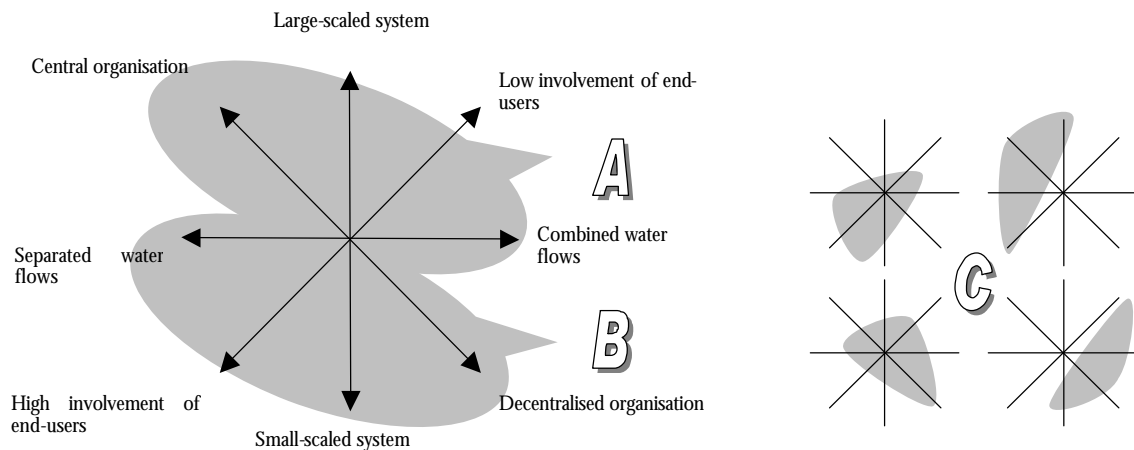 Large-scaled system
Central organisation
Low involvement of end-
users
A
Separated water
flows
Combined water
flows
C
B
High involvement of
end-users
Decentralised organisation
Small-scaled system